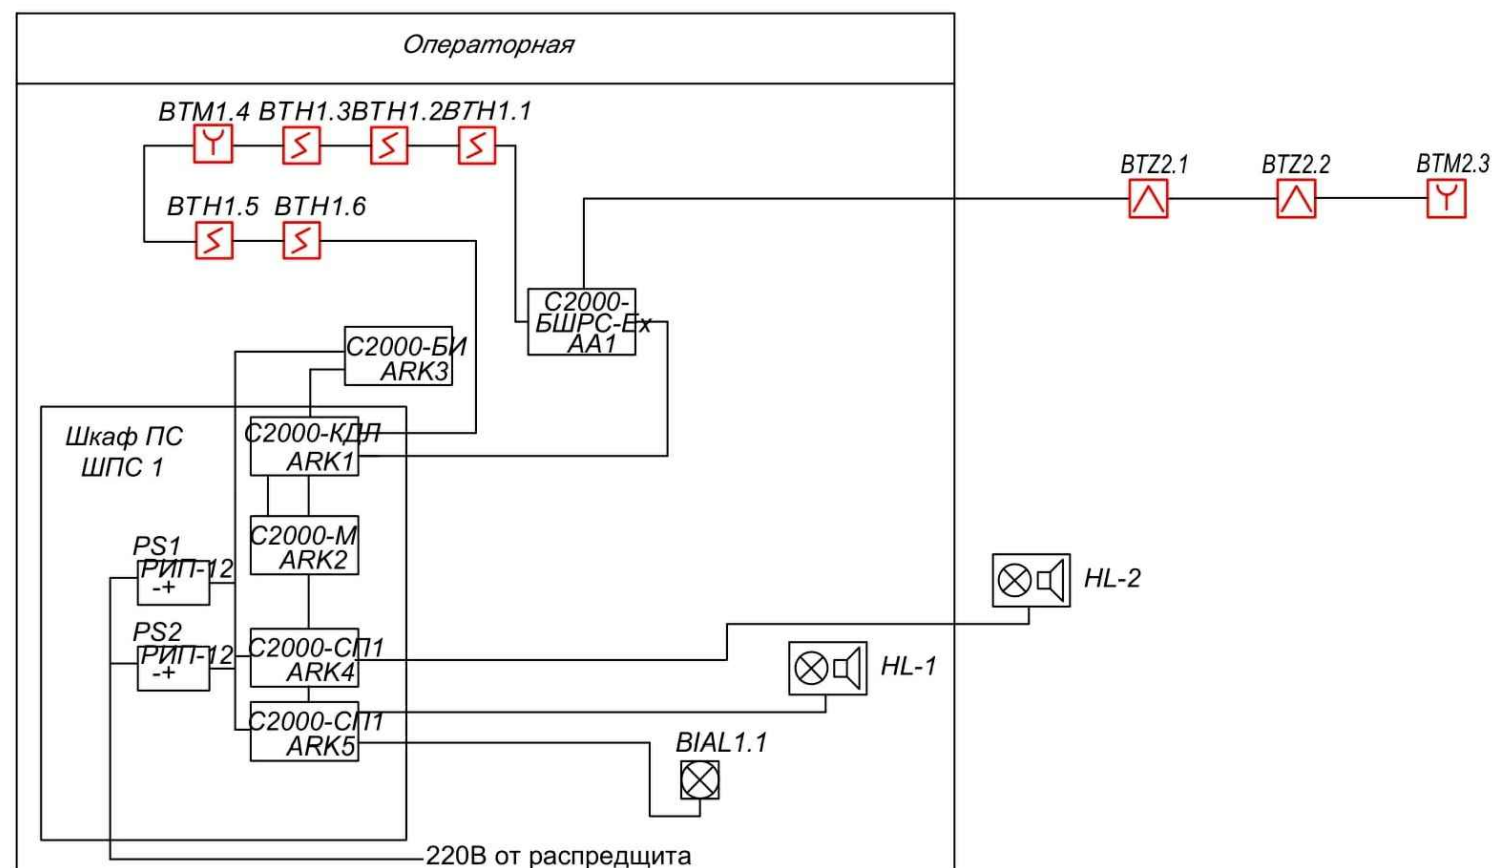 Операторная
BTM1.4 BTH1.3 BTH1.2 BTH1.1
BTZ2.1 BTZ2.2 BTM2.3
BTH1.5 BTH1.6
С2000-
БШРС-Ex
AA1
С2000-БИ
ARK3
Шкаф ПС
ШПС 1
С2000-КДЛ
ARK1
С2000-М
ARK2
PS1
РИП-12
-+
HL-2
PS2
РИП-12
-+
С2000-СП1
ARK4
HL-1
С2000-СП1
ARK5
BIAL1.1
220В от распредщита